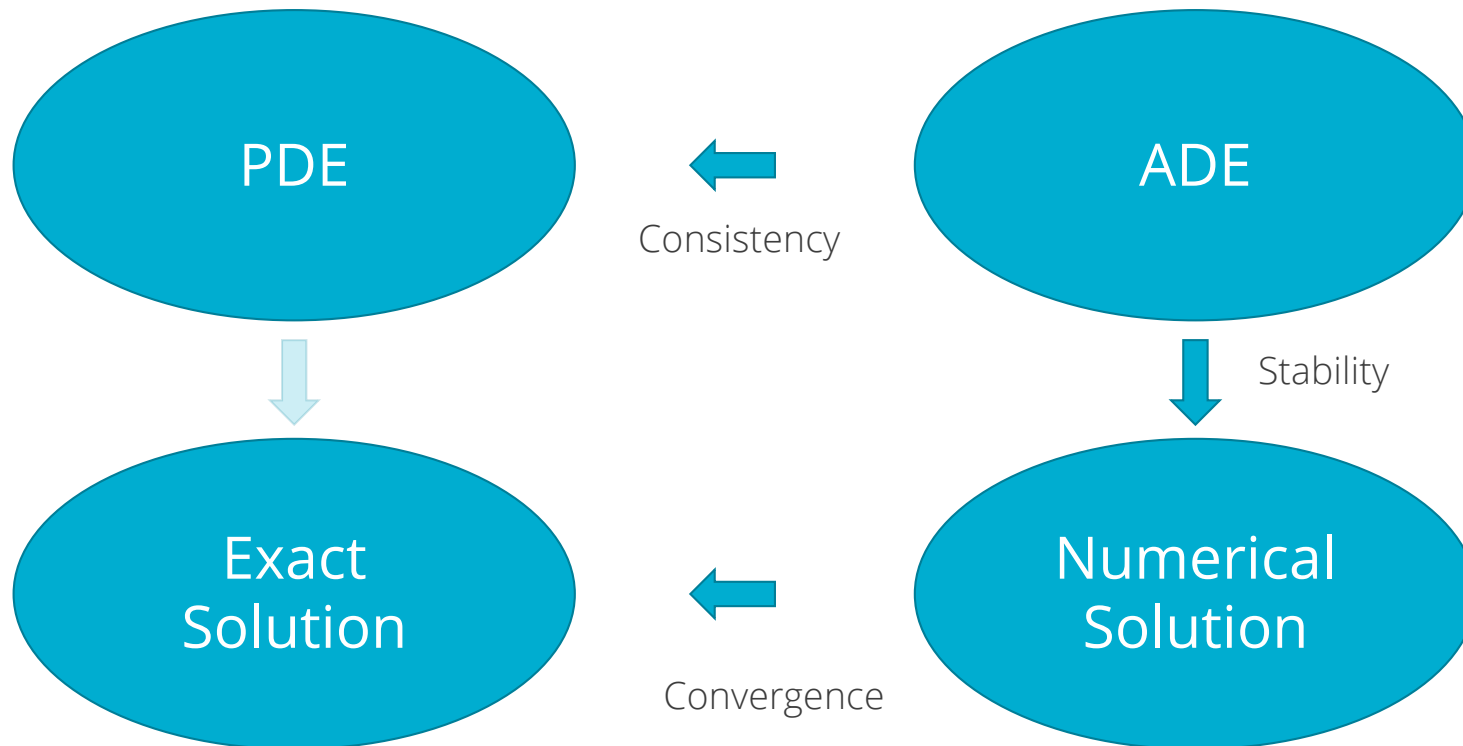 PDE
ADE
Consistency
Stability
Exact
Solution
Numerical
Solution
Convergence